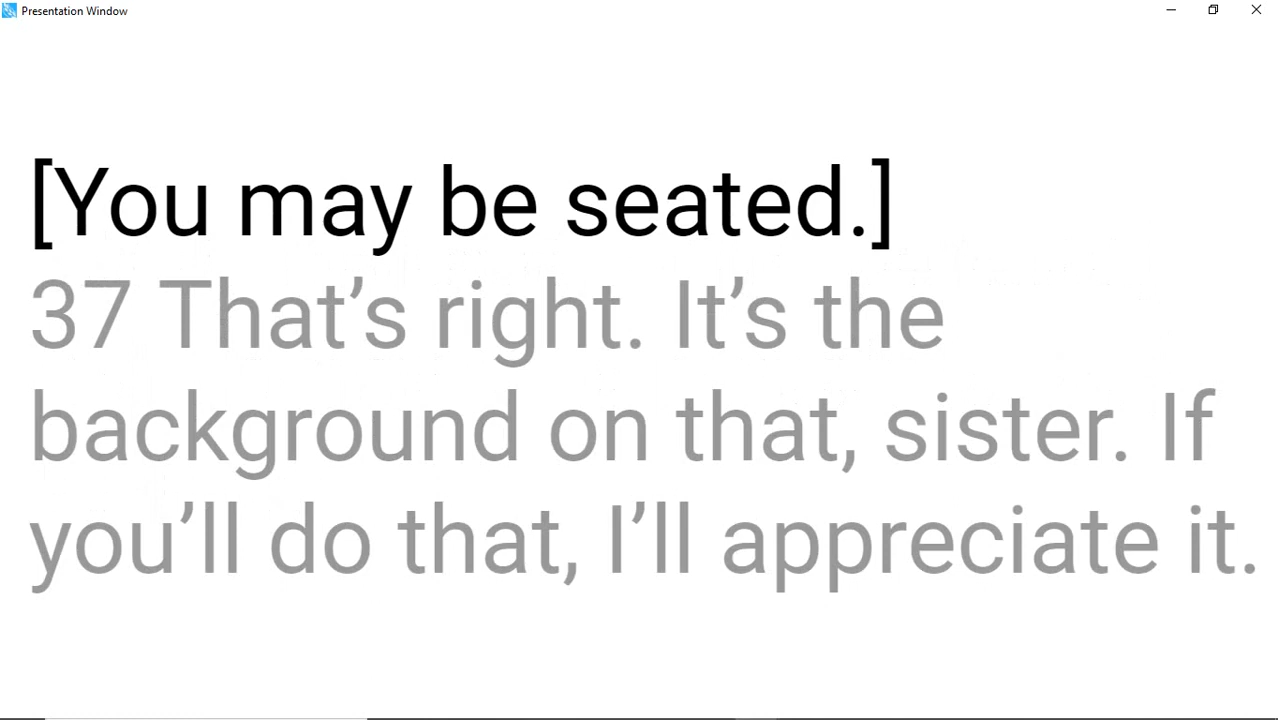 Presentation Window
[You may be seated.]
37 That’s right. It’s the
background on that, sister. If
you’ll do that, I’ll appreciate it.